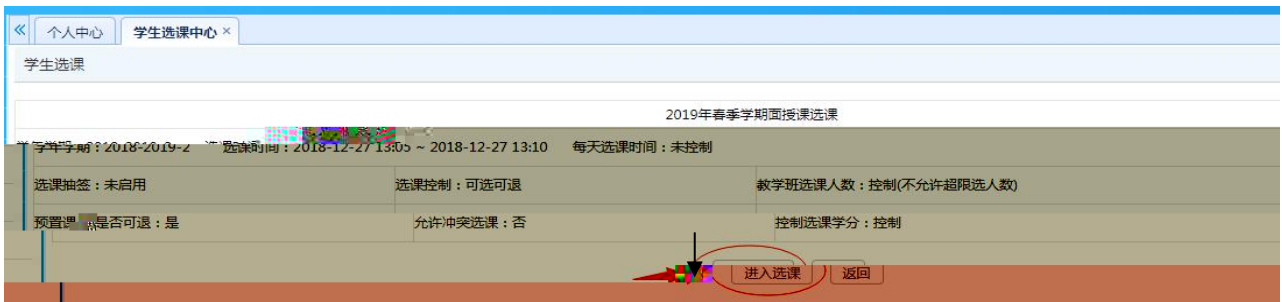 个人中心 学生选课中心 ×
学生选课
2019年春季学期面授课选课
学年学期：2018-2019-2 选课时间：2018-12-27 13:05 ~ 2018-12-27 13:10 每天选课时间：未控制
选课抽签：未启用 选课控制：可选可退 教学班选课人数：控制(不允许超限选人数)
预置课 是否可退：是 允许冲突选课：否 控制选课学分：控制
进入选课 返回